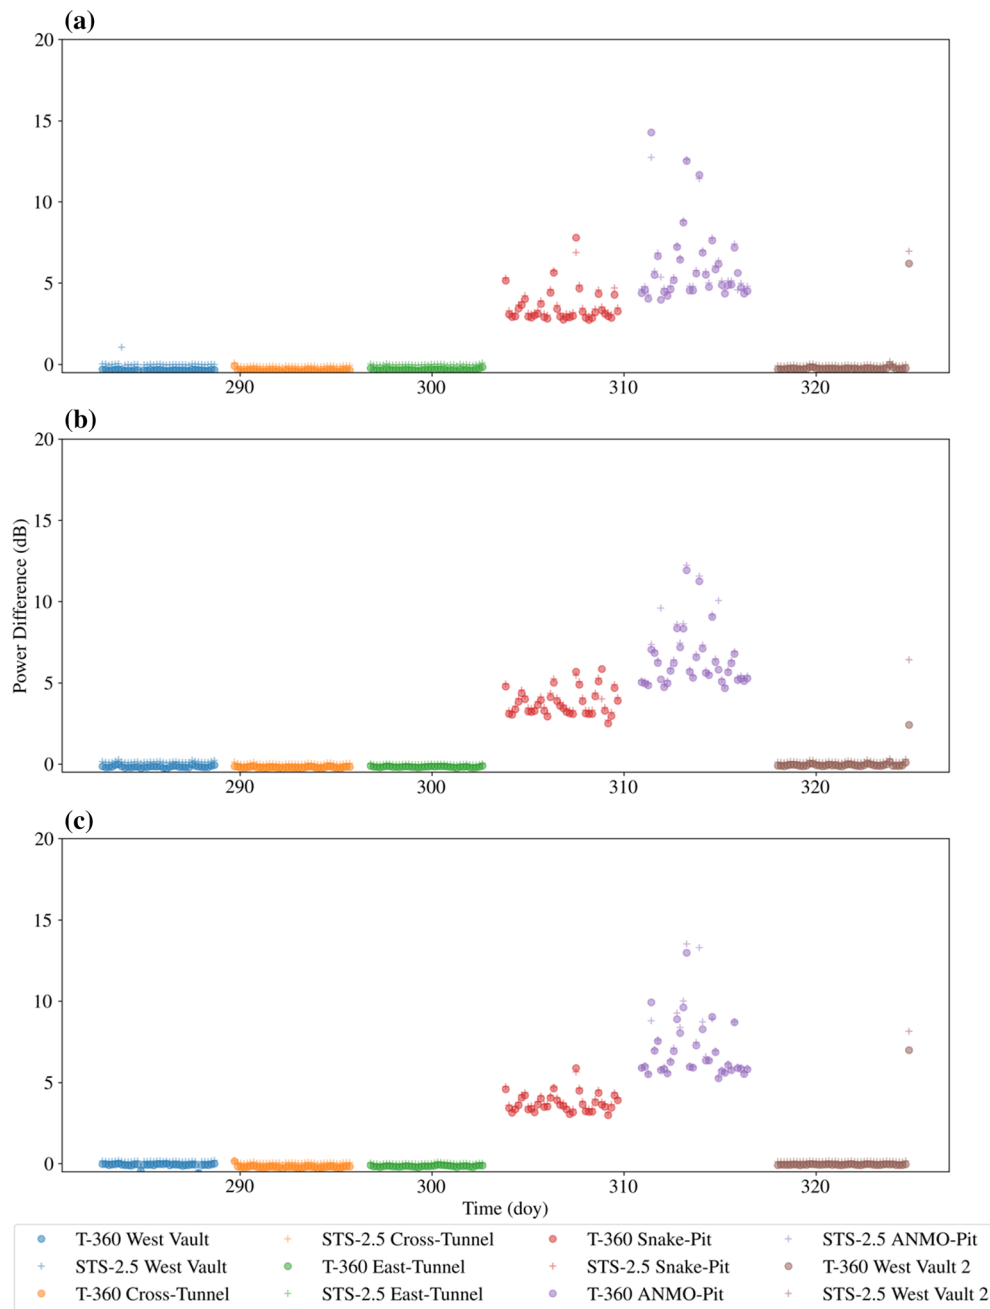 (a)
20
15
10
5
0
290 300 310 320
(b)
20
15
10
5
0
290 300 310 320
Power Difference (dB)
(c)
20
15
10
5
0
290 300 310 320
Time (doy)
T-360 West Vault STS-2.5 Cross-Tunnel T-360 Snake-Pit STS-2.5 ANMO-Pit
STS-2.5 West Vault T-360 East-Tunnel STS-2.5 Snake-Pit T-360 West Vault 2
T-360 Cross-Tunnel STS-2.5 East-Tunnel T-360 ANMO-Pit STS-2.5 West Vault 2